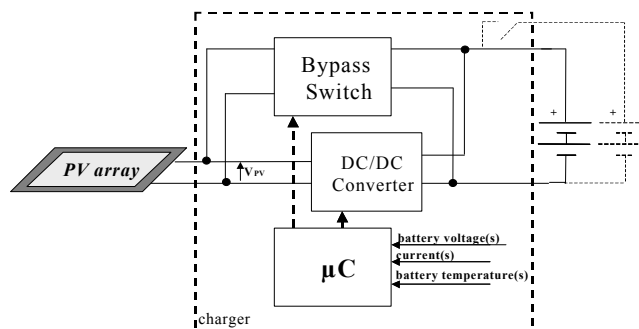 Bypass
Switch
+
+
PV array
VPV
DC/DC
Converter
μC
battery voltage(s)
current(s)
battery temperature(s)
charger